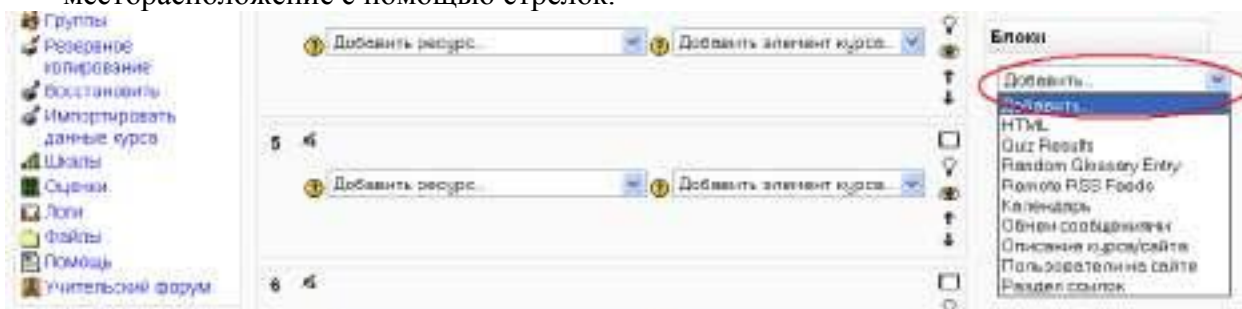 месторасположение с помощью стрелок.
Группы
Резервное
копирование
Восстановить
Импортировать
данные курса
Шкалы
Оценки
Логи
Файлы
Помощь
Учительский форум
Добавить ресурс...
Добавить элемент курса...
5
Добавить ресурс...
Добавить элемент курса...
6
Блоки
Добавить...
Добавить...
HTML
Quiz Results
Random Glossary Entry
Remote RSS Feeds
Календарь
Обмен сообщениями
Описание курса/сайта
Пользователи на сайте
Раздел ссылок